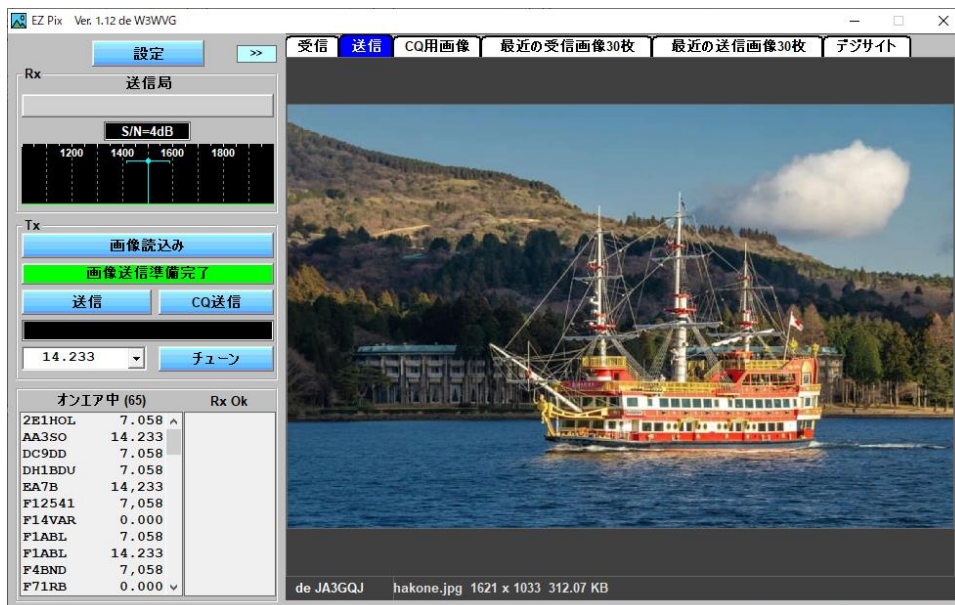 EZ Pix Ver. 1.12 de W3WVG
設定
>>
受信 送信 CQ用画像 最近の受信画像30枚 最近の送信画像30枚 デジサイト
Rx
送信局
S/N=4dB
1200 1400 1600 1800
Tx
画像読込み
画像送信準備完了
送信 CQ送信
14.233 チューン
オンエア中 (65) Rx Ok
2E1HOL 7.058
AA3SO 14.233
DC9DD 7.058
DH1BDU 7.058
EA7B 14,233
F12541 7,058
F14VAR 0.000
F1ABL 7.058
F1ABL 14.233
F4BND 7,058
F71RB 0.000
de JA3GQJ hakone.jpg 1621 x 1033 312.07 KB